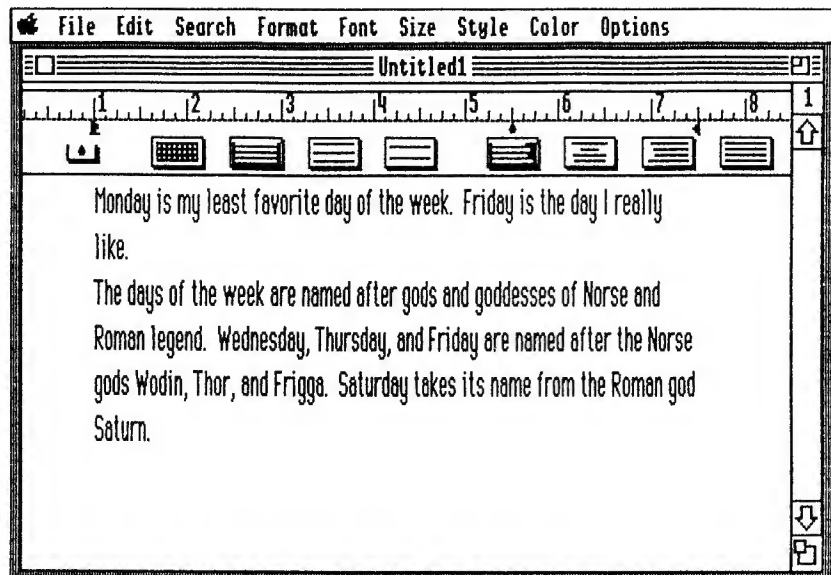 File Edit Search Format Font Size Style Color Options
Untitled1
1 2 3 4 5 6 7 8 1
Monday is my least favorite day of the week. Friday is the day I really
like.
The days of the week are named after gods and goddesses of Norse and
Roman legend. Wednesday, Thursday, and Friday are named after the Norse
gods Wodin, Thor, and Frigga. Saturday takes its name from the Roman god
Saturn.